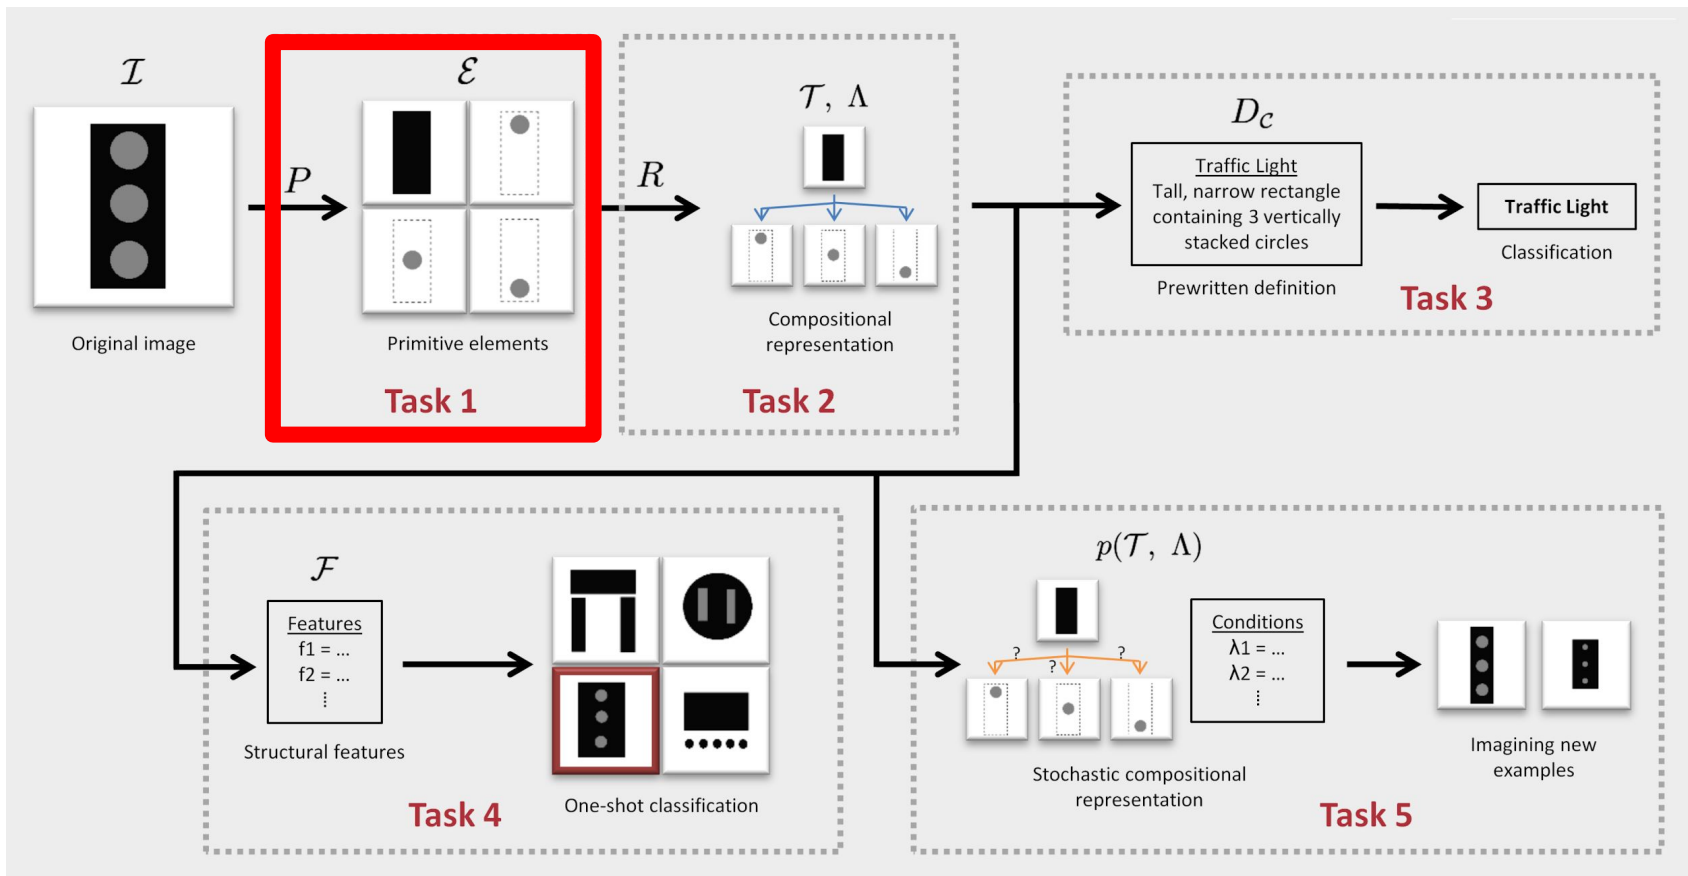 ℐ
Original image
P
ℰ
Primitive elements
Task 1
R
𝒯, Λ
Compositional
representation
Task 2
D𝒸
Traffic Light
Tall, narrow rectangle
containing 3 vertically
stacked circles
Prewritten definition
Traffic Light
Classification
Task 3
ℱ
Features
f1 = ...
f2 = ...
⋮
Structural features
One-shot classification
Task 4
p(𝒯, Λ)
?
?
?
Stochastic compositional
representation
Conditions
λ1 = ...
λ2 = ...
⋮
Imagining new
examples
Task 5